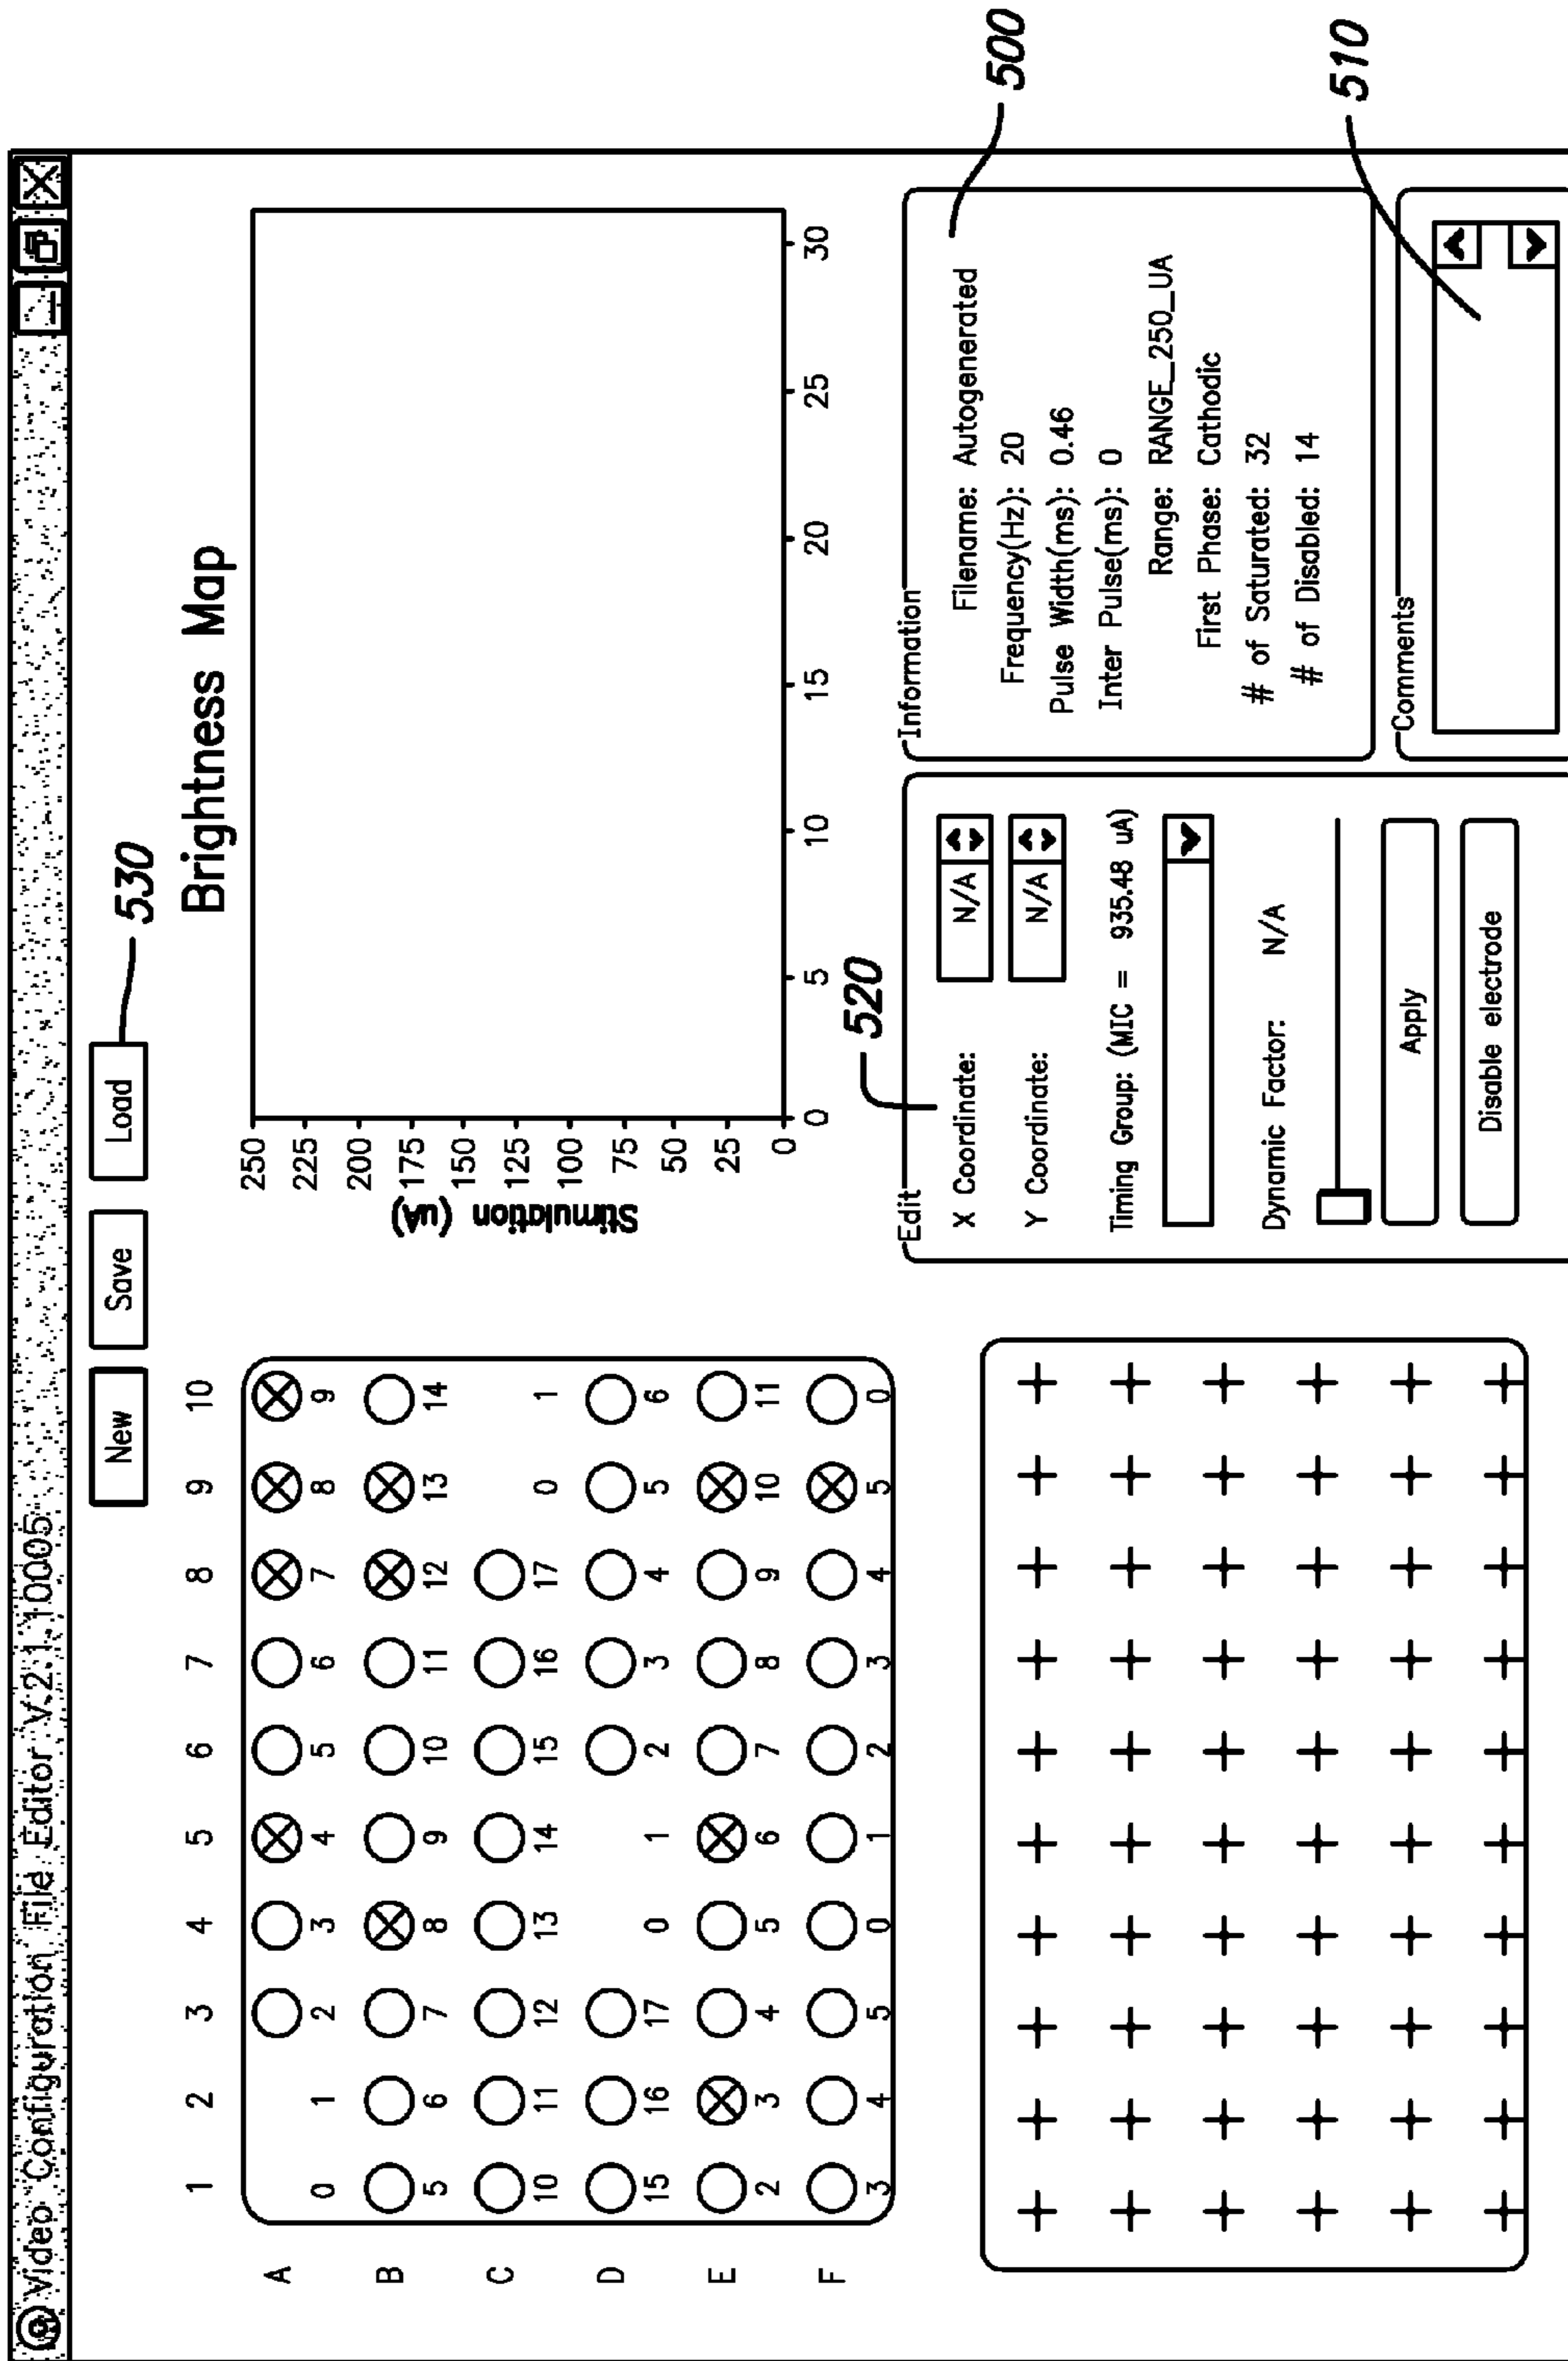 Video Configuration File Editor V.2.1.10005
New Save Load
530
1 2 3 4 5 6 7 8 9 10
A
0 1 2 3 4 5 6 7 8 9
B
5 6 7 8 9 10 11 12 13 14
C
10 11 12 13 14 15 16 17 0 1
D
15 16 17 0 1 2 3 4 5 6
E
2 3 4 5 6 7 8 9 10 11
F
3 4 5 0 1 2 3 4 5 0
Brightness Map
Stimulation (uA)
250
225
200
175
150
125
100
75
50
25
0
0 5 10 15 20 25 30
520
Edit
X Coordinate: N/A
Y Coordinate: N/A
Timing Group: (MIC = 935.48 uA)
Dynamic Factor: N/A
Apply
Disable electrode
Information
500
Filename: Autogenerated
Frequency(Hz): 20
Pulse Width(ms): 0.46
Inter Pulse(ms): 0
Range: RANGE_250_UA
First Phase: Cathodic
# of Saturated: 32
# of Disabled: 14
Comments
510